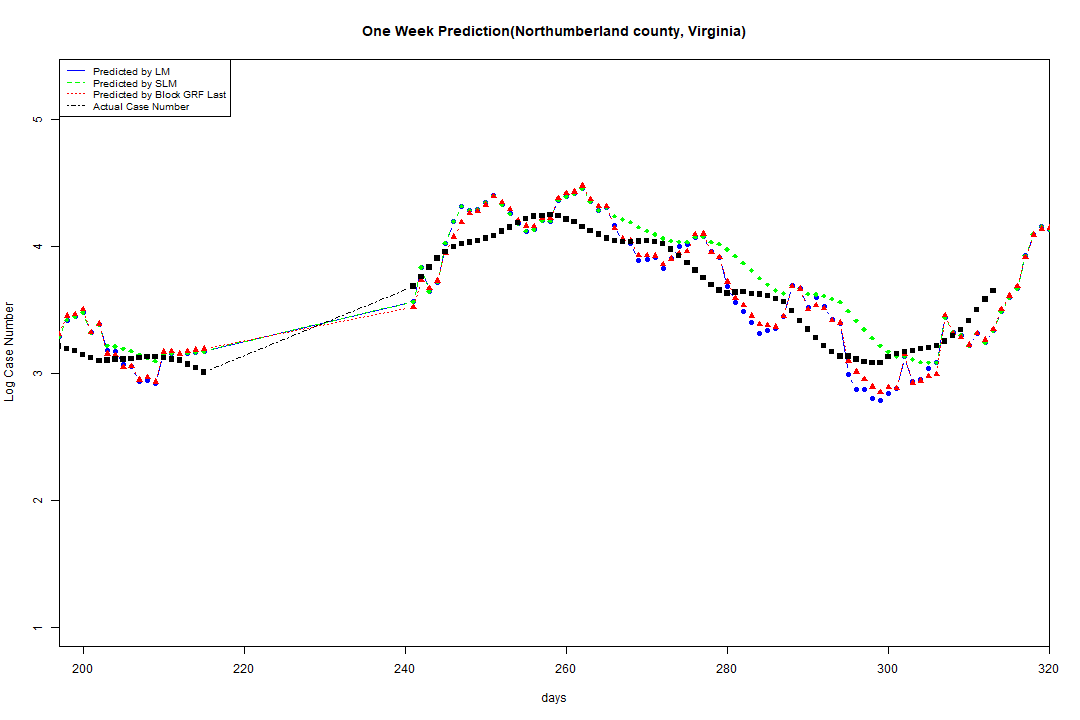 One Week Prediction(Northumberland county, Virginia)
Predicted by LM
Predicted by SLM
Predicted by Block GRF Last
Actual Case Number
5
4
3
2
1
Log Case Number
200 220 240 260 280 300 320
days